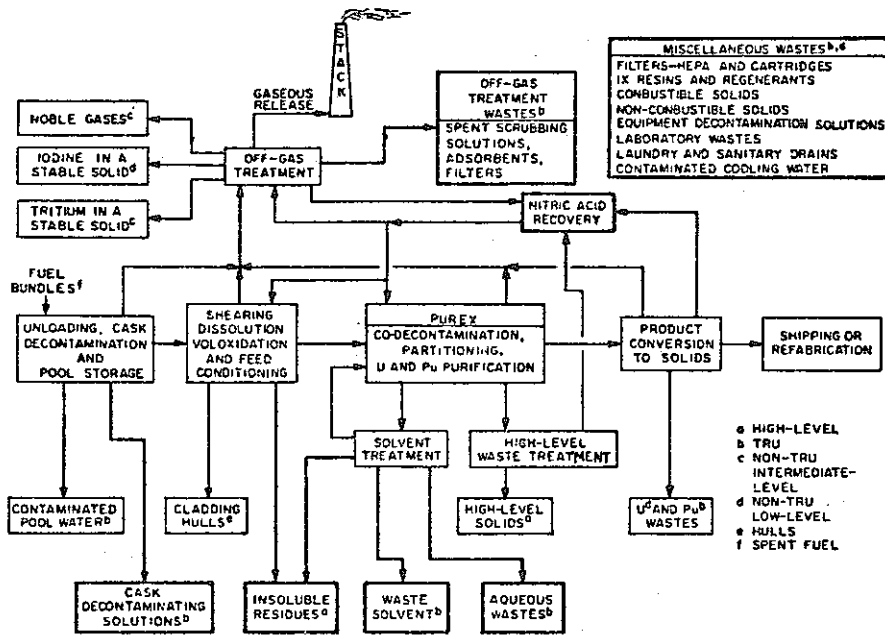 STACK
GASEOUS
RELEASE
OFF-GAS
TREATMENT
WASTES b
SPENT SCRUBBING
SOLUTIONS,
ADSORBENTS,
FILTERS
MISCELLANEOUS WASTES b,d
FILTERS-HEPA AND CARTRIDGES
IX RESINS AND REGENERANTS
COMBUSTIBLE SOLIDS
NON-COMBUSTIBLE SOLIDS
EQUIPMENT DECONTAMINATION SOLUTIONS
LABORATORY WASTES
LAUNDRY AND SANITARY DRAINS
CONTAMINATED COOLING WATER
NOBLE GASES c
IODINE IN A
STABLE SOLID d
TRITIUM IN A
STABLE SOLID c
OFF-GAS
TREATMENT
NITRIC ACID
RECOVERY
FUEL
BUNDLES f
UNLOADING, CASK
DECONTAMINATION
AND
POOL STORAGE
SHEARING
DISSOLUTION
VOLOXIDATION
AND FEED
CONDITIONING
PUREX
CO-DECONTAMINATION,
PARTITIONING,
U AND Pu PURIFICATION
PRODUCT
CONVERSION
TO SOLIDS
SHIPPING OR
REFABRICATION
SOLVENT
TREATMENT
HIGH-LEVEL
WASTE TREATMENT
CONTAMINATED
POOL WATER b
CLADDING
HULLS e
HIGH-LEVEL
SOLIDS a
U d AND Pu b
WASTES
CASK
DECONTAMINATING
SOLUTIONS b
INSOLUBLE
RESIDUES a
WASTE
SOLVENT b
AQUEOUS
WASTES b
a HIGH-LEVEL
b TRU
c NON-TRU
INTERMEDIATE-
LEVEL
d NON-TRU
LOW-LEVEL
e HULLS
f SPENT FUEL